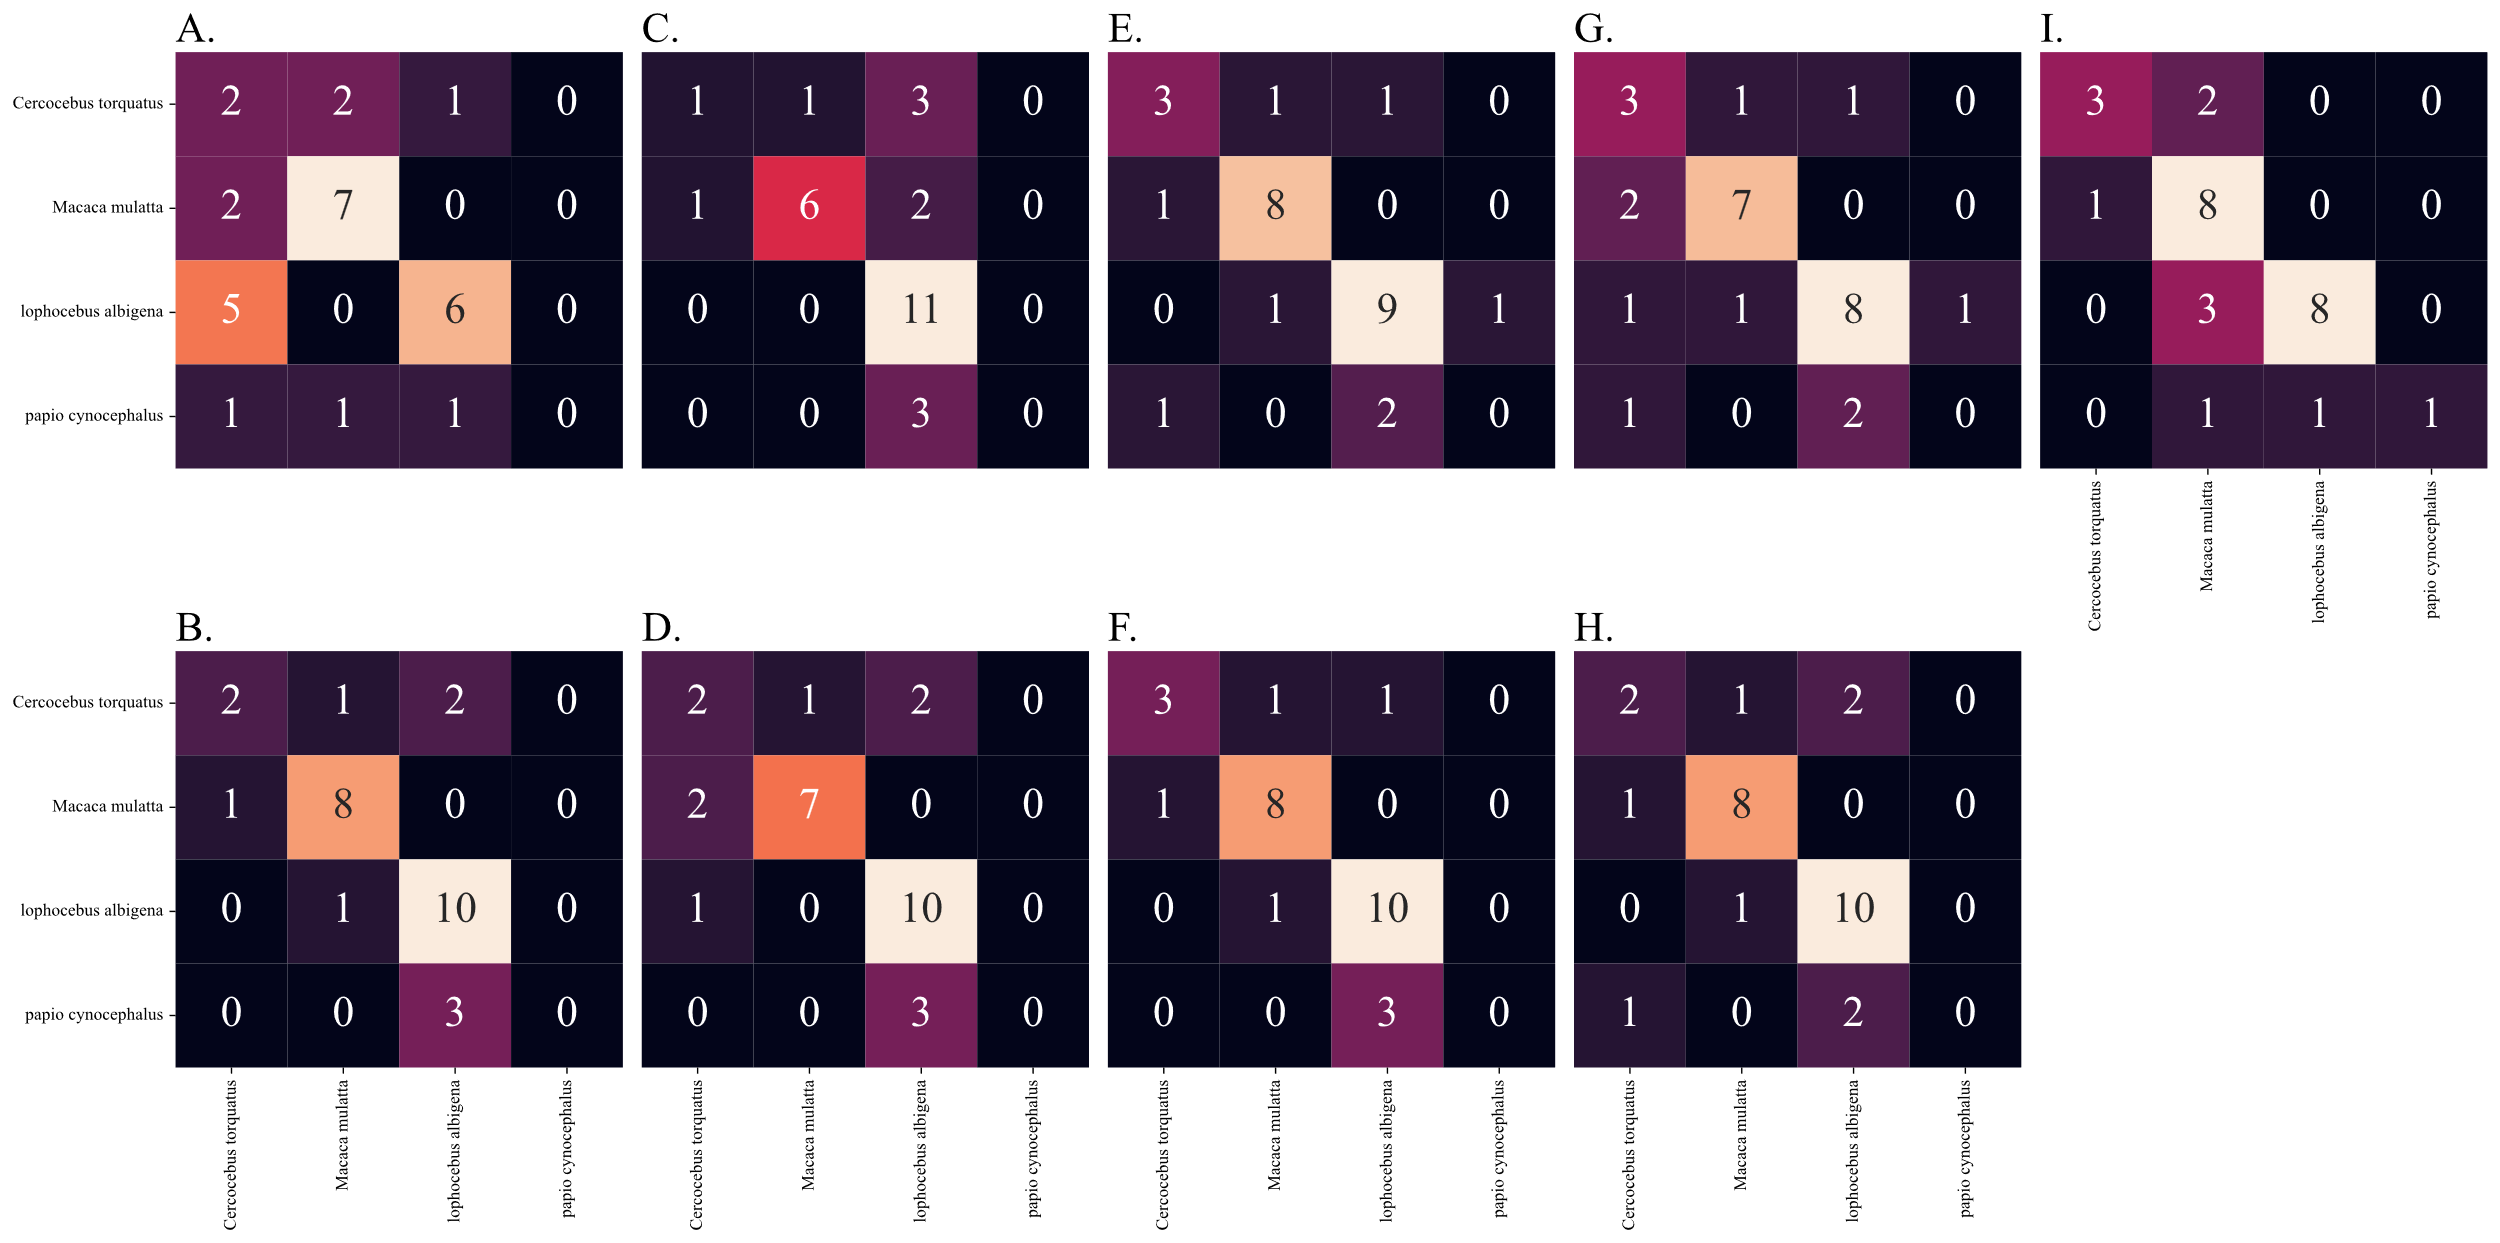 A. C. E. G. I.
Cercocebus torquatus 2 2 1 0 1 1 3 0 3 1 1 0 3 1 1 0 3 2 0 0
Macaca mulatta 2 7 0 0 1 6 2 0 1 8 0 0 2 7 0 0 1 8 0 0
lophocebus albigena 5 0 6 0 0 0 11 0 0 1 9 1 1 1 8 1 0 3 8 0
papio cynocephalus 1 1 1 0 0 0 3 0 1 0 2 0 1 0 2 0 0 1 1 1
Cercocebus torquatus
Macaca mulatta
lophocebus albigena
papio cynocephalus
B. D. F. H.
Cercocebus torquatus 2 1 2 0 2 1 2 0 3 1 1 0 2 1 2 0
Macaca mulatta 1 8 0 0 2 7 0 0 1 8 0 0 1 8 0 0
lophocebus albigena 0 1 10 0 1 0 10 0 0 1 10 0 0 1 10 0
papio cynocephalus 0 0 3 0 0 0 3 0 0 0 3 0 1 0 2 0
Cercocebus torquatus
Macaca mulatta
lophocebus albigena
papio cynocephalus
Cercocebus torquatus
Macaca mulatta
lophocebus albigena
papio cynocephalus
Cercocebus torquatus
Macaca mulatta
lophocebus albigena
papio cynocephalus
Cercocebus torquatus
Macaca mulatta
lophocebus albigena
papio cynocephalus